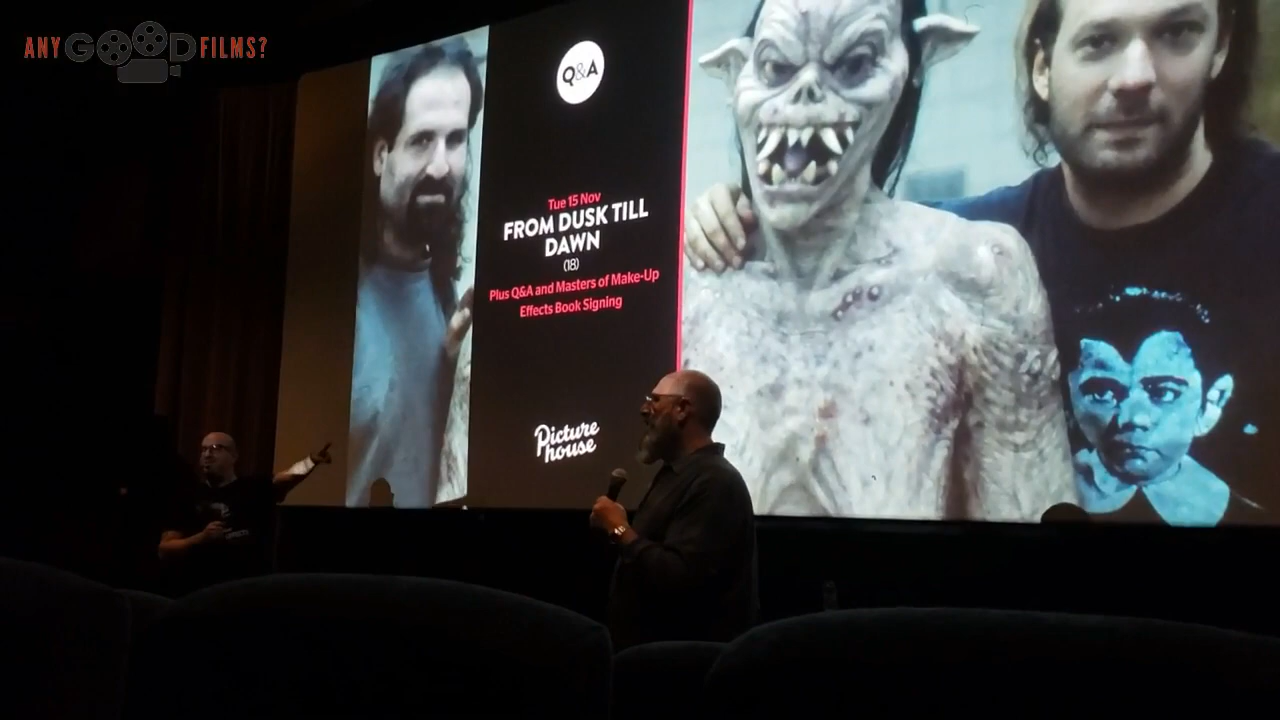 ANY GOOD FILMS?
Q&A
Tue 15 Nov
FROM DUSK TILL
DAWN
(18)
Plus Q&A and Masters of Make-Up
Effects Book Signing
Picture
house